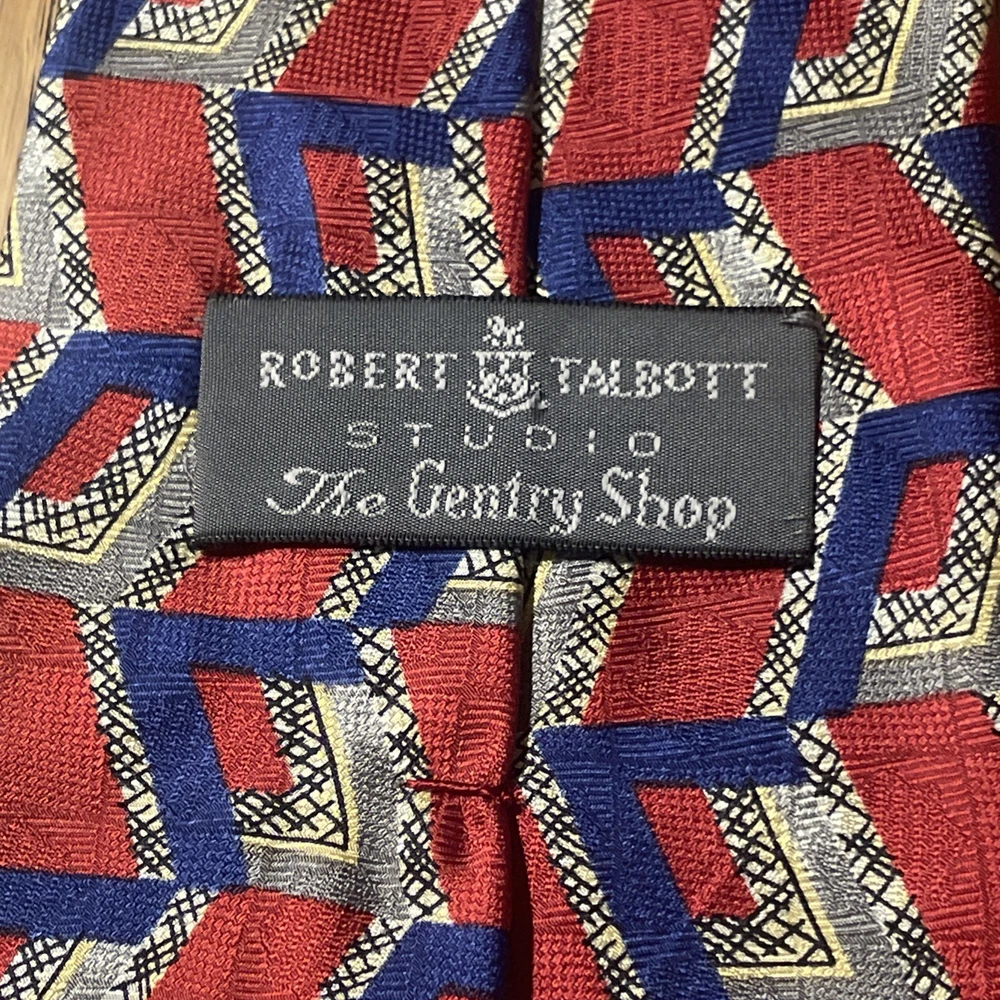 ROBERT TALBOTT
STUDIO
The Gentry Shop